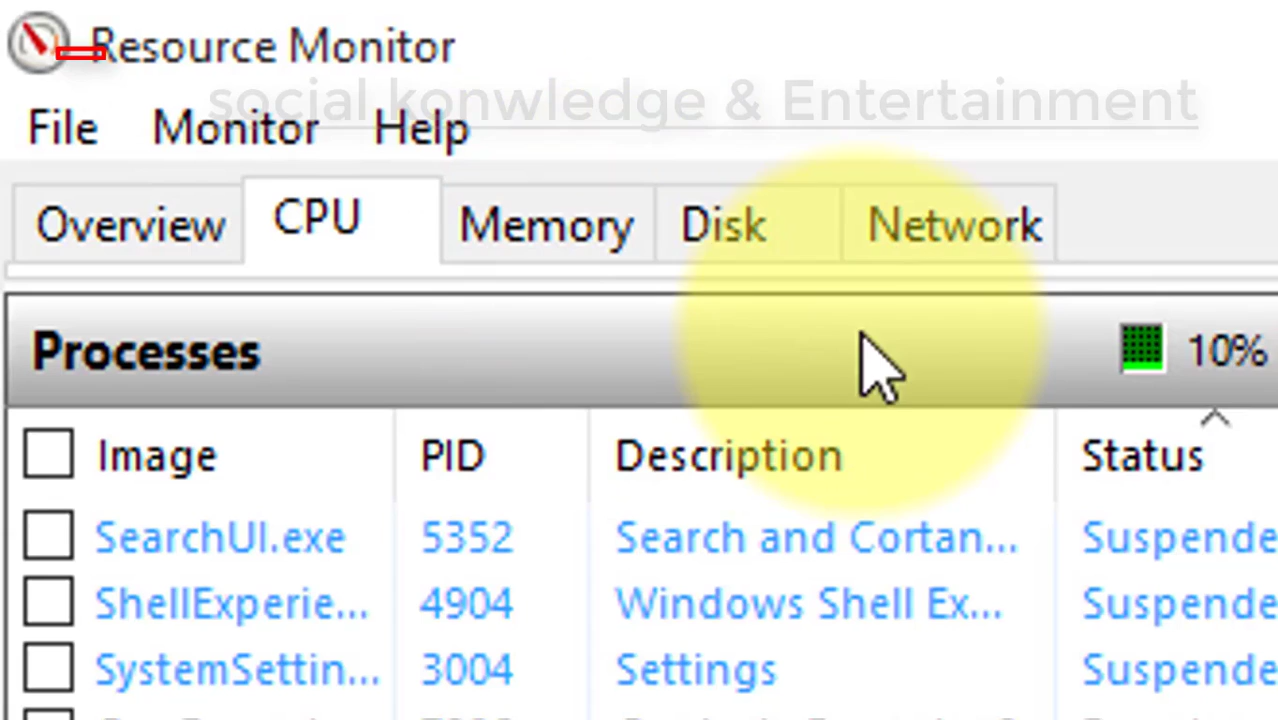 Resource Monitor
social konwledge & Entertainment
File Monitor Help
Overview CPU Memory Disk Network
Processes 10%
Image PID Description Status
SearchUI.exe 5352 Search and Cortan... Suspende
ShellExperie... 4904 Windows Shell Ex... Suspende
SystemSettin... 3004 Settings Suspende